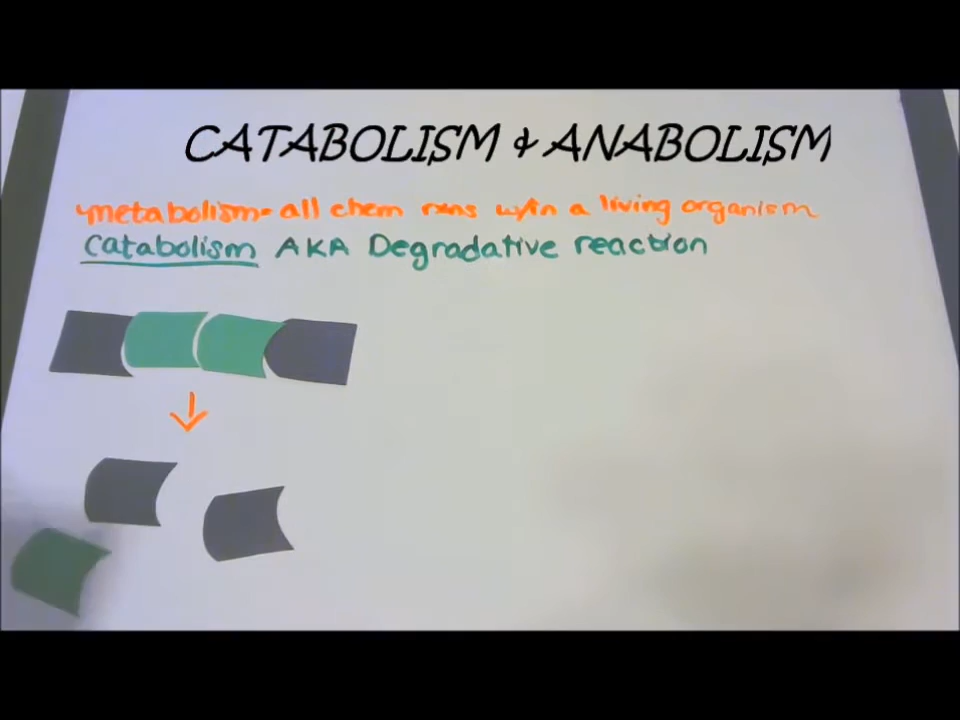 CATABOLISM & ANABOLISM
metabolism- all chem rxns w/in a living organism
Catabolism AKA Degradative reaction